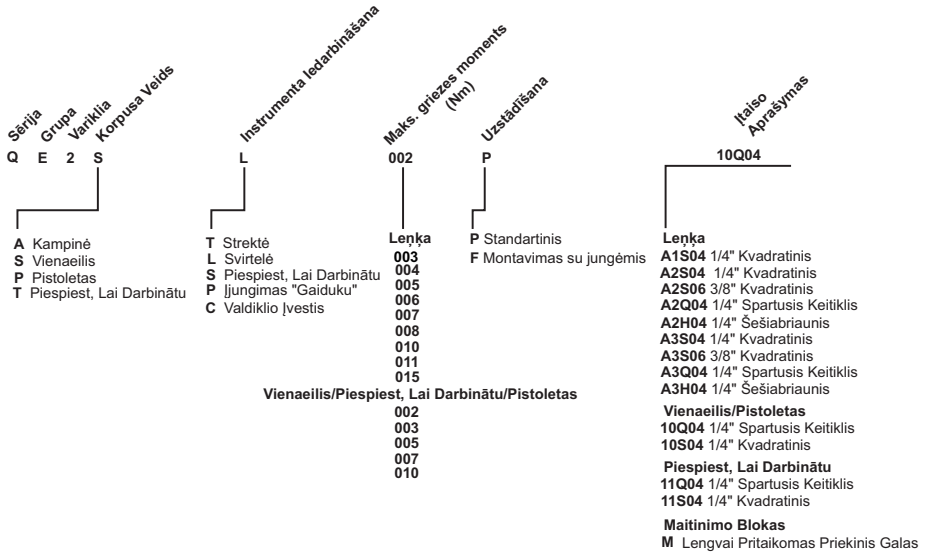 Sērija
Grupa
Variklia
Korpusa Veids
Instrumenta Iedarbināšana
Maks. griezes moments
(Nm)
Uzstādīšana
Įtaiso
Aprašymas
Q E 2 S L 002 P 10Q04
A Kampinė
S Vienaeilis
P Pistoletas
T Piespiest, Lai Darbinātu
T Strektė
L Svirtelė
S Piespiest, Lai Darbinātu
P Įjungimas "Gaiduku"
C Valdiklio Įvestis
Leņķa
003
004
005
006
007
008
010
011
015
Vienaeilis/Piespiest, Lai Darbinātu/Pistoletas
002
003
005
007
010
P Standartinis
F Montavimas su jungėmis
Leņķa
A1S04 1/4" Kvadratinis
A2S04 1/4" Kvadratinis
A2S06 3/8" Kvadratinis
A2Q04 1/4" Spartusis Keitiklis
A2H04 1/4" Šešiabriaunis
A3S04 1/4" Kvadratinis
A3S06 3/8" Kvadratinis
A3Q04 1/4" Spartusis Keitiklis
A3H04 1/4" Šešiabriaunis
Vienaeilis/Pistoletas
10Q04 1/4" Spartusis Keitiklis
10S04 1/4" Kvadratinis
Piespiest, Lai Darbinātu
11Q04 1/4" Spartusis Keitiklis
11S04 1/4" Kvadratinis
Maitinimo Blokas
M Lengvai Pritaikomas Priekinis Galas